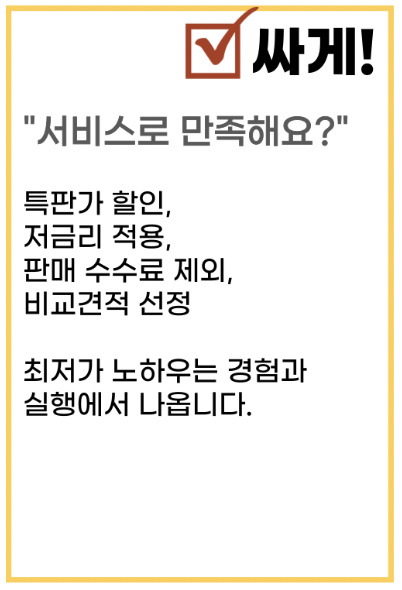 싸게!
"서비스로 만족해요?"
특판가 할인,
저금리 적용,
판매 수수료 제외,
비교견적 선정
최저가 노하우는 경험과
실행에서 나옵니다.